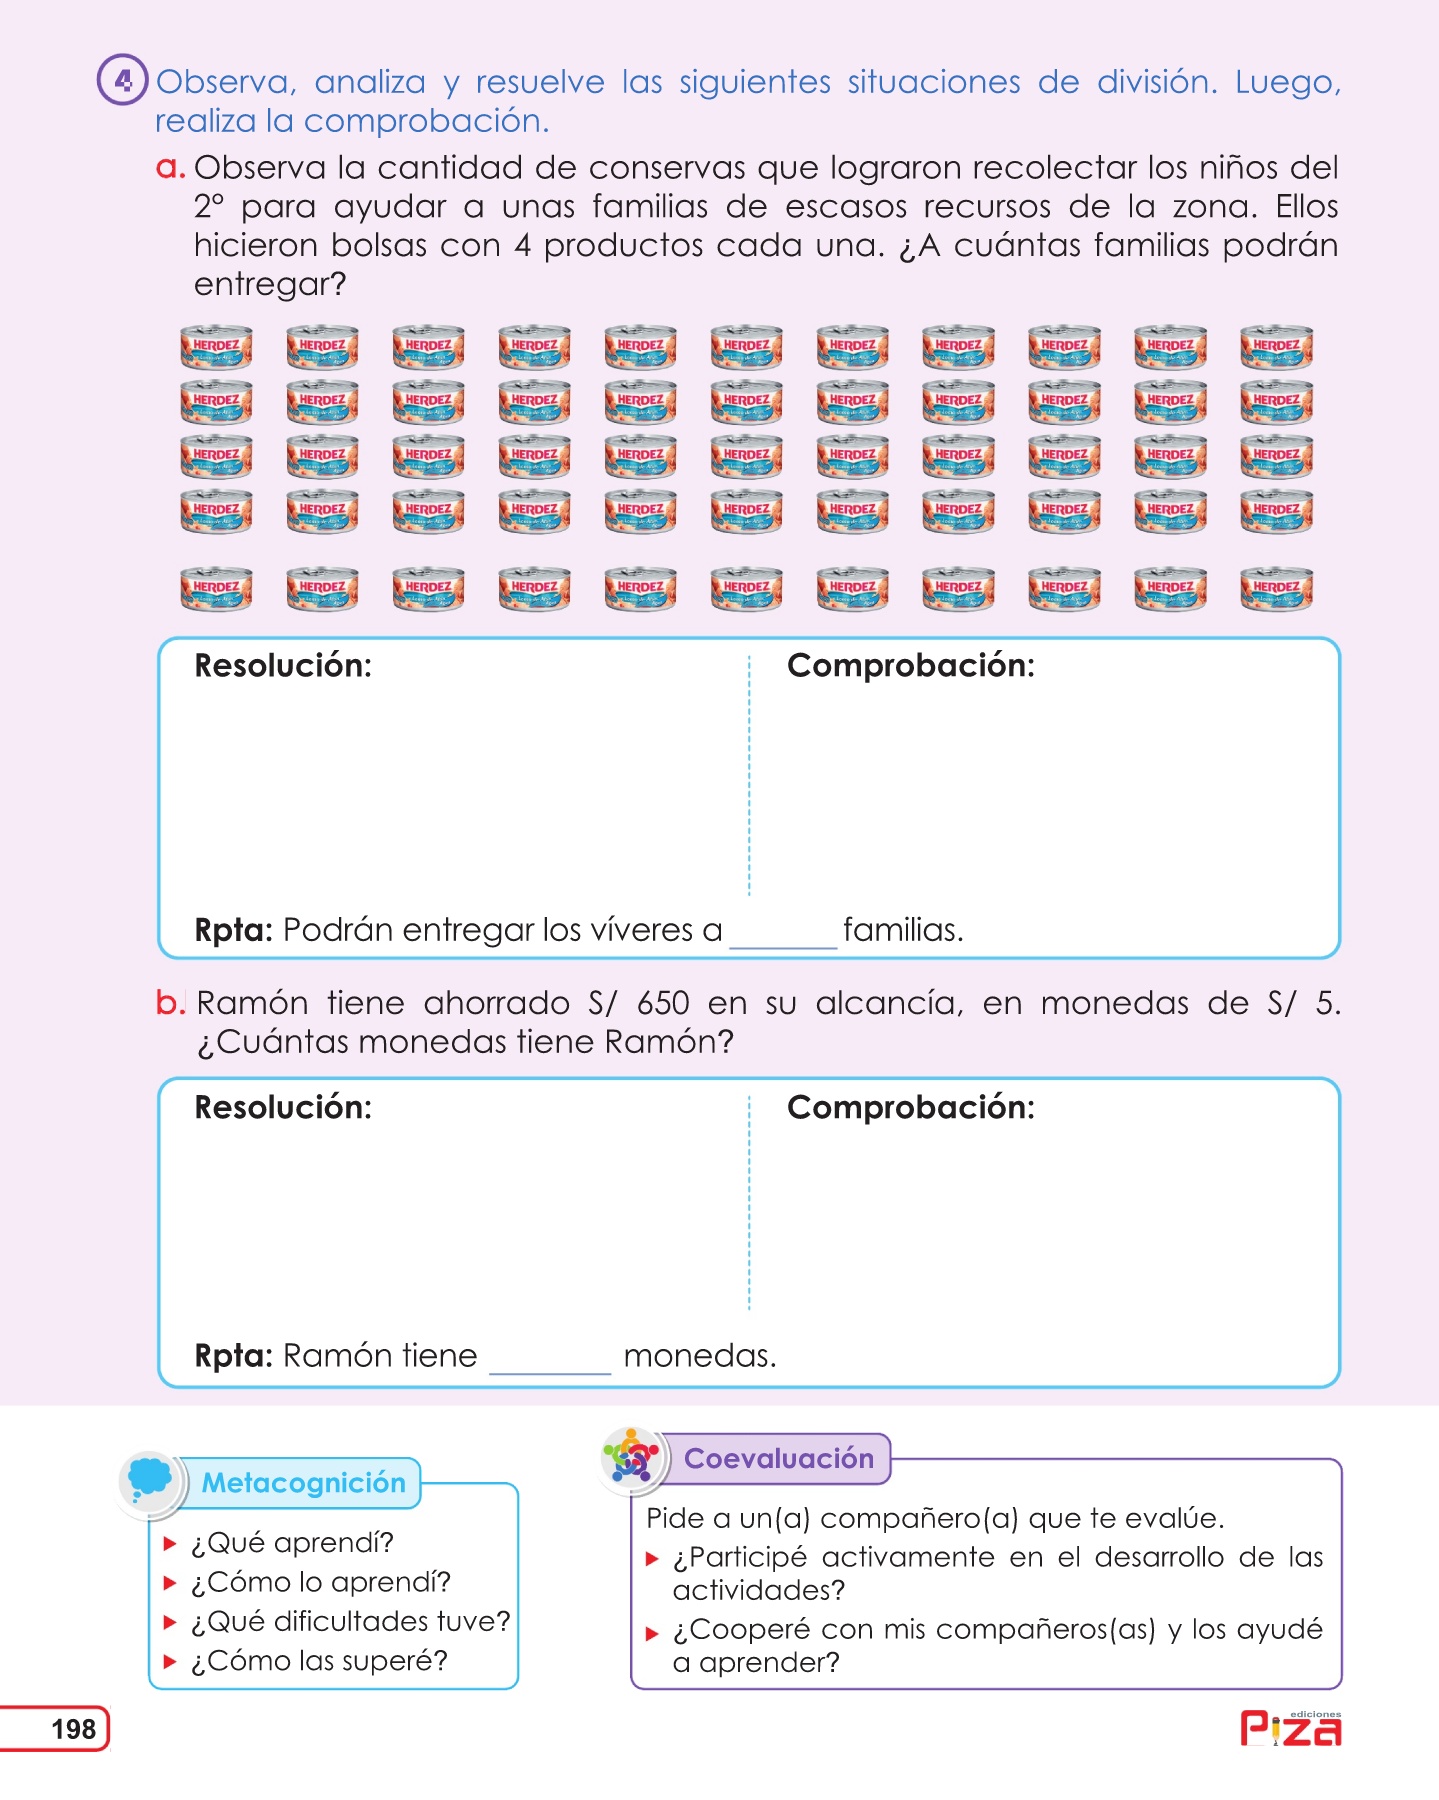 4 Observa, analiza y resuelve las siguientes situaciones de división. Luego,
realiza la comprobación.
a. Observa la cantidad de conservas que lograron recolectar los niños del
2° para ayudar a unas familias de escasos recursos de la zona. Ellos
hicieron bolsas con 4 productos cada una. ¿A cuántas familias podrán
entregar?
HERDEZ HERDEZ HERDEZ HERDEZ HERDEZ HERDEZ HERDEZ HERDEZ HERDEZ HERDEZ HERDEZ
HERDEZ HERDEZ HERDEZ HERDEZ HERDEZ HERDEZ HERDEZ HERDEZ HERDEZ HERDEZ HERDEZ
HERDEZ HERDEZ HERDEZ HERDEZ HERDEZ HERDEZ HERDEZ HERDEZ HERDEZ HERDEZ HERDEZ
HERDEZ HERDEZ HERDEZ HERDEZ HERDEZ HERDEZ HERDEZ HERDEZ HERDEZ HERDEZ HERDEZ
HERDEZ HERDEZ HERDEZ HERDEZ HERDEZ HERDEZ HERDEZ HERDEZ HERDEZ HERDEZ HERDEZ
Resolución:
Comprobación:
Rpta: Podrán entregar los víveres a ______ familias.
b. Ramón tiene ahorrado S/ 650 en su alcancía, en monedas de S/ 5.
¿Cuántas monedas tiene Ramón?
Resolución:
Comprobación:
Rpta: Ramón tiene ______ monedas.
Metacognición
¿Qué aprendí?
¿Cómo lo aprendí?
¿Qué dificultades tuve?
¿Cómo las superé?
Coevaluación
Pide a un(a) compañero(a) que te evalúe.
¿Participé activamente en el desarrollo de las
actividades?
¿Cooperé con mis compañeros(as) y los ayudé
a aprender?
198
ediciones
Piza